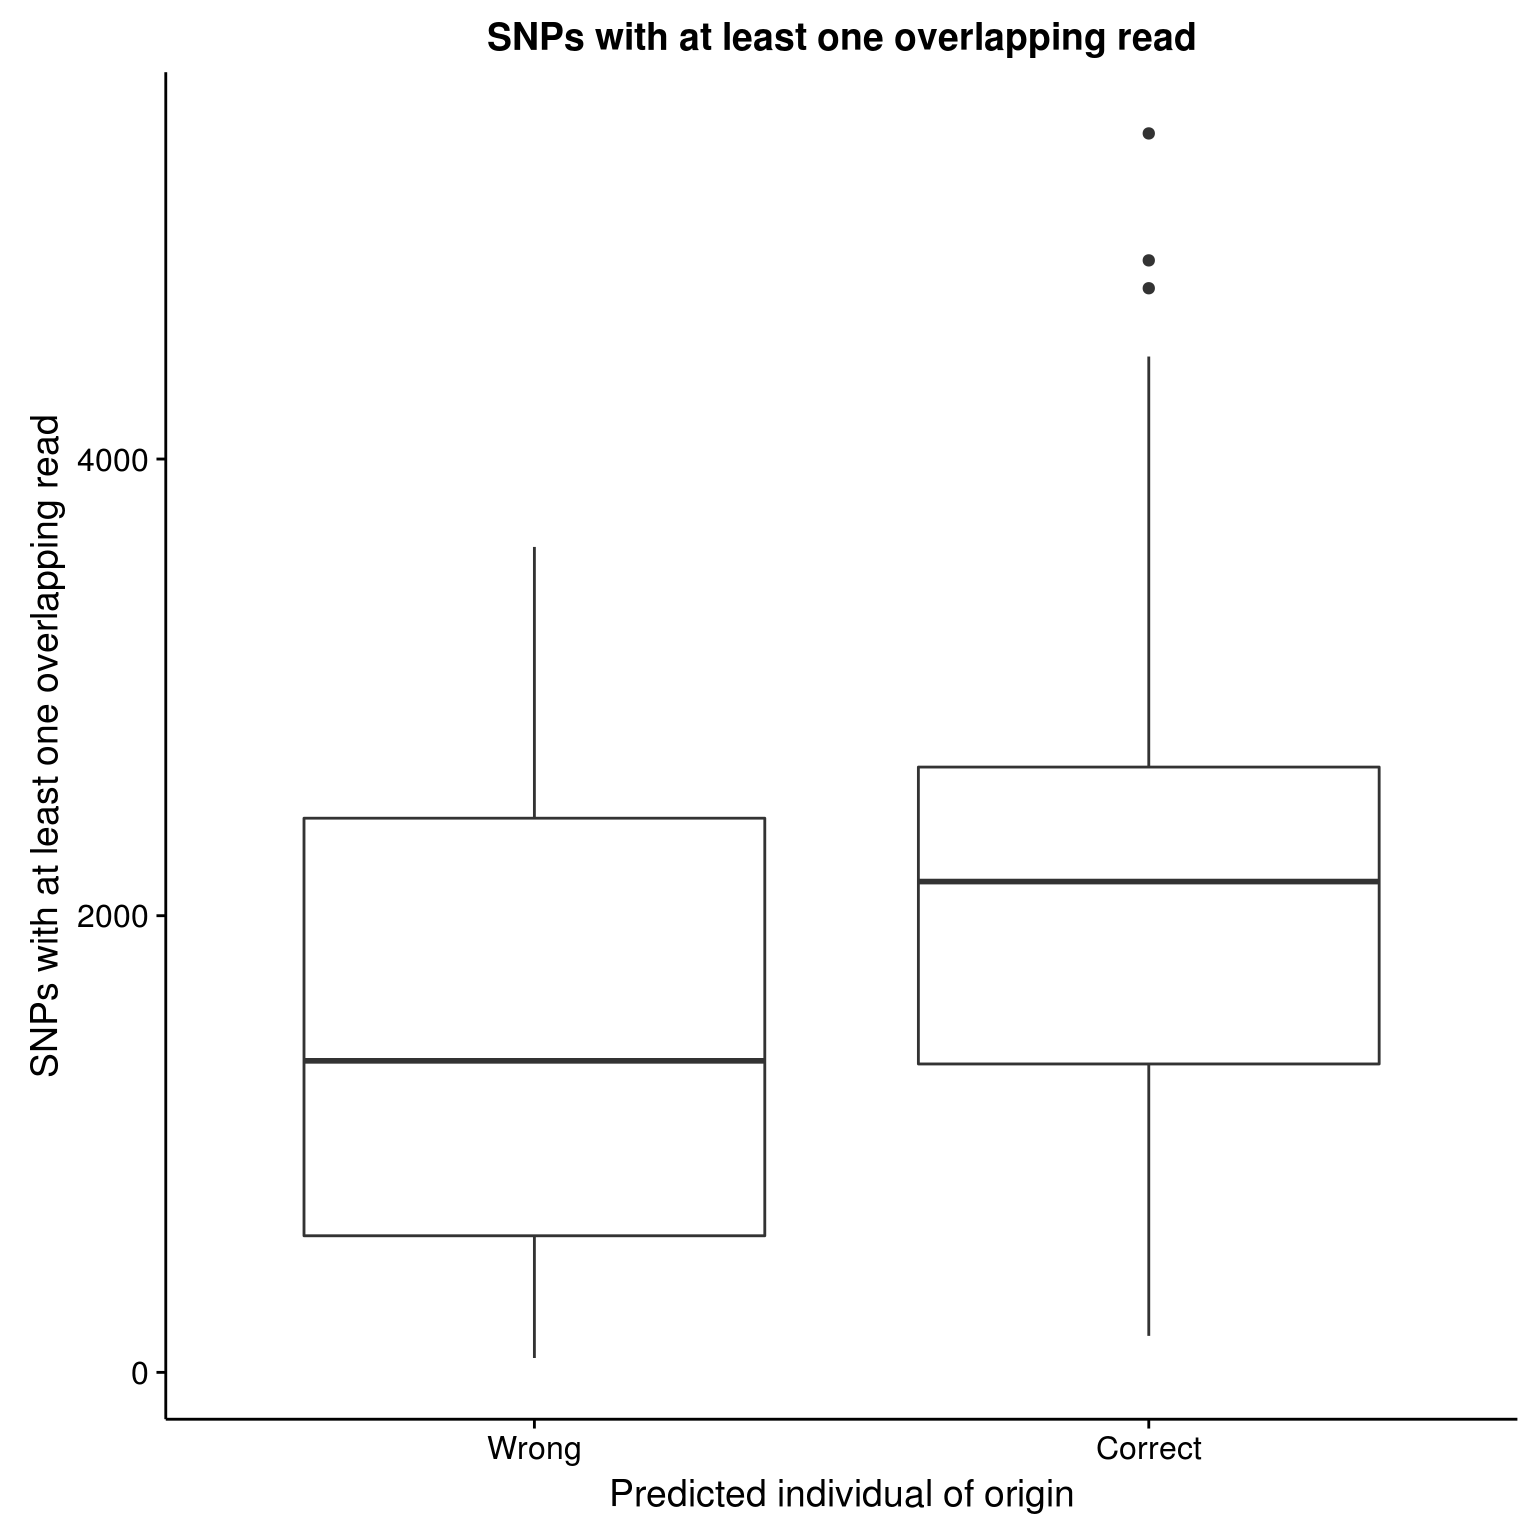 SNPs with at least one overlapping read
SNPs with at least one overlapping read
4000
2000
0
Wrong
Correct
Predicted individual of origin